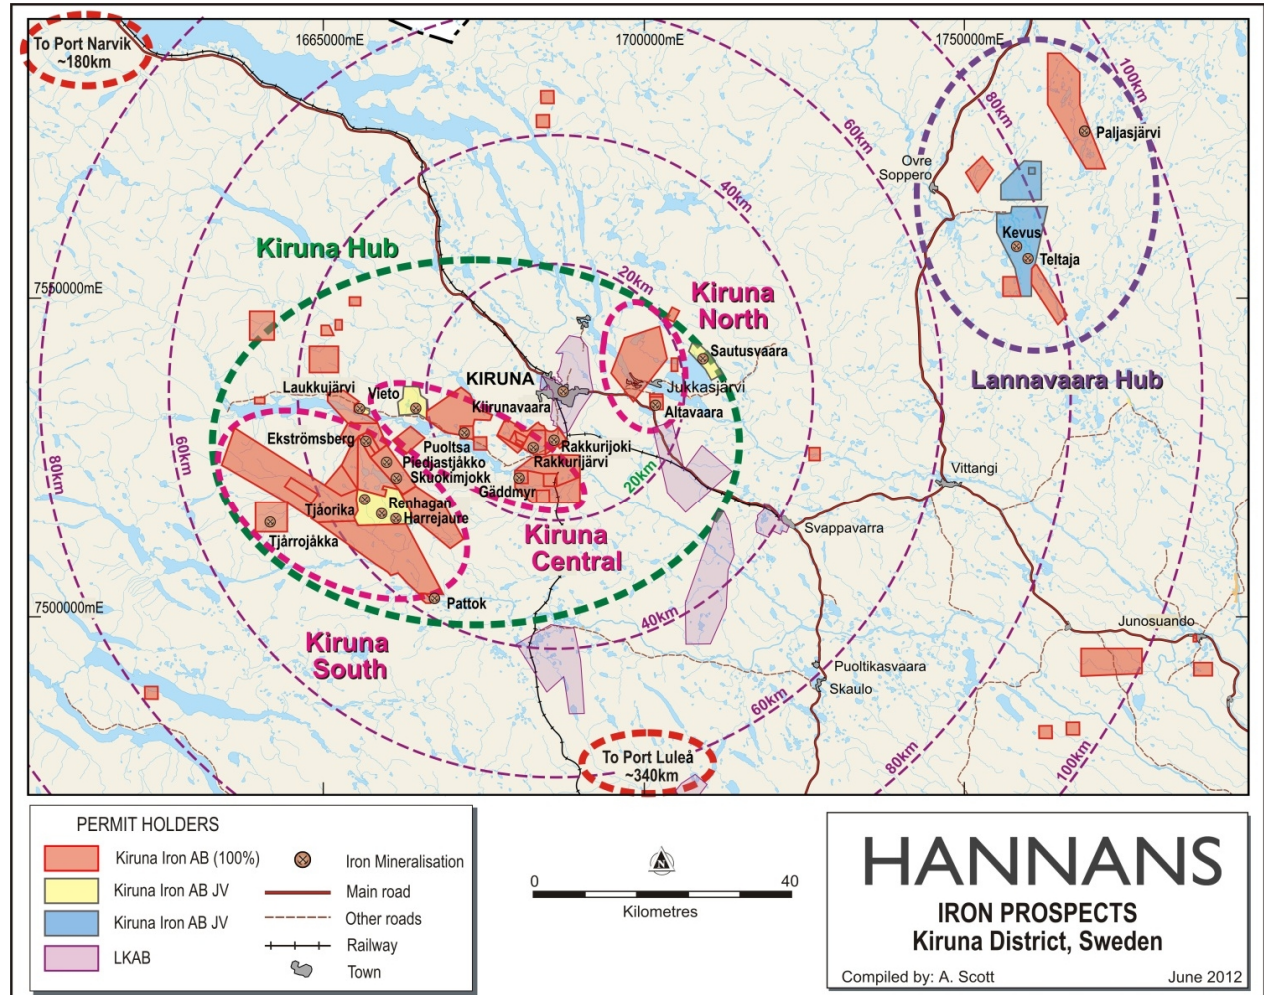 To Port Narvik
~180km
1665000mE
1700000mE
1750000mE
100km
80km
60km
40km
20km
Paljasjärvi
Ovre
Soppero
Kevus
Teltaja
Kiruna Hub
Kiruna
North
7550000mE
Sautusvaara
Lannavaara Hub
KIRUNA
Jukkasjärvi
Laukkujärvi
Vieto
Kiirunavaara
Altavaara
Ekströmsberg
Puoltsa
Rakkurijoki
Piedjastjåkko
Rakkurijärvi
60km
80km
Skuokimjokk
Gäddmyr
20km
Vittangi
Tjåorika
Renhagan
Harrejaure
Tjårrojåkka
Kiruna
Central
Svappavarra
Pattok
7500000mE
40km
Junosuando
Kiruna
South
Puoltikasvaara
Skaulo
60km
To Port Luleå
~340km
80km
100km
PERMIT HOLDERS
Kiruna Iron AB (100%)
Kiruna Iron AB JV
Kiruna Iron AB JV
LKAB
Iron Mineralisation
Main road
Other roads
Railway
Town
N
0 40
Kilometres
HANNANS
IRON PROSPECTS
Kiruna District, Sweden
Compiled by: A. Scott June 2012